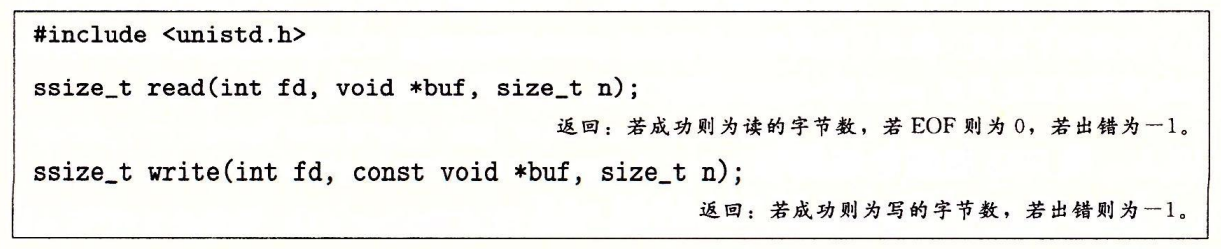 #include <unistd.h>
ssize_t read(int fd, void *buf, size_t n);
返回：若成功则为读的字节数，若 EOF 则为 0，若出错为－1。
ssize_t write(int fd, const void *buf, size_t n);
返回：若成功则为写的字节数，若出错则为－1。